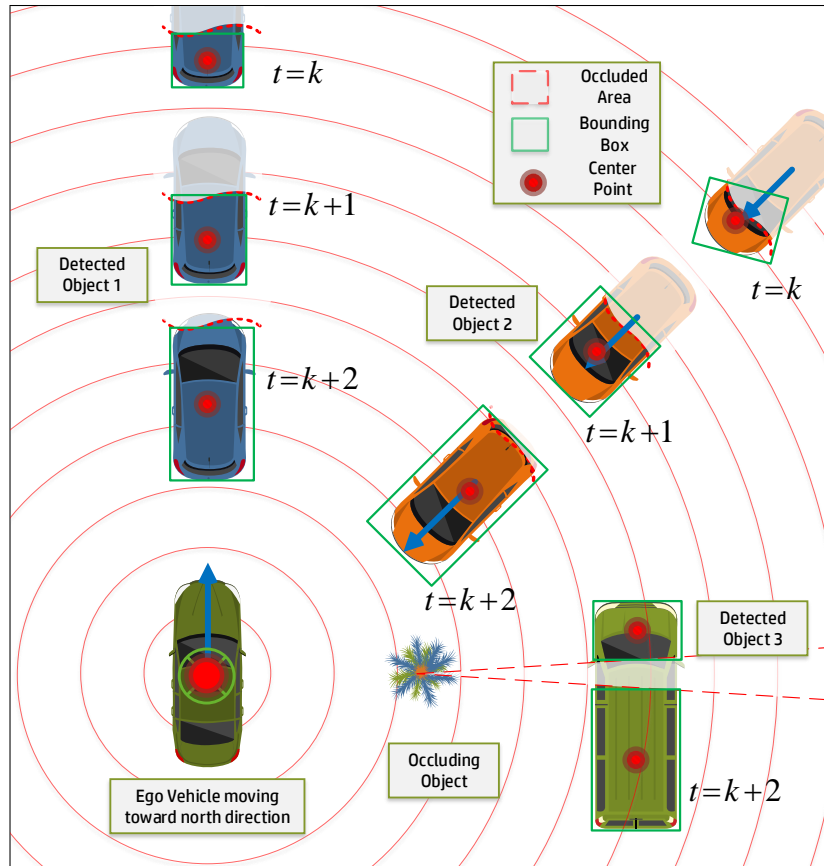 t=k
Occluded
Area
Bounding
Box
Center
Point
t=k+1
Detected
Object 1
t=k
Detected
Object 2
t=k+2
t=k+1
t=k+2
Detected
Object 3
Occluding
Object
Ego Vehicle moving
toward north direction
t=k+2